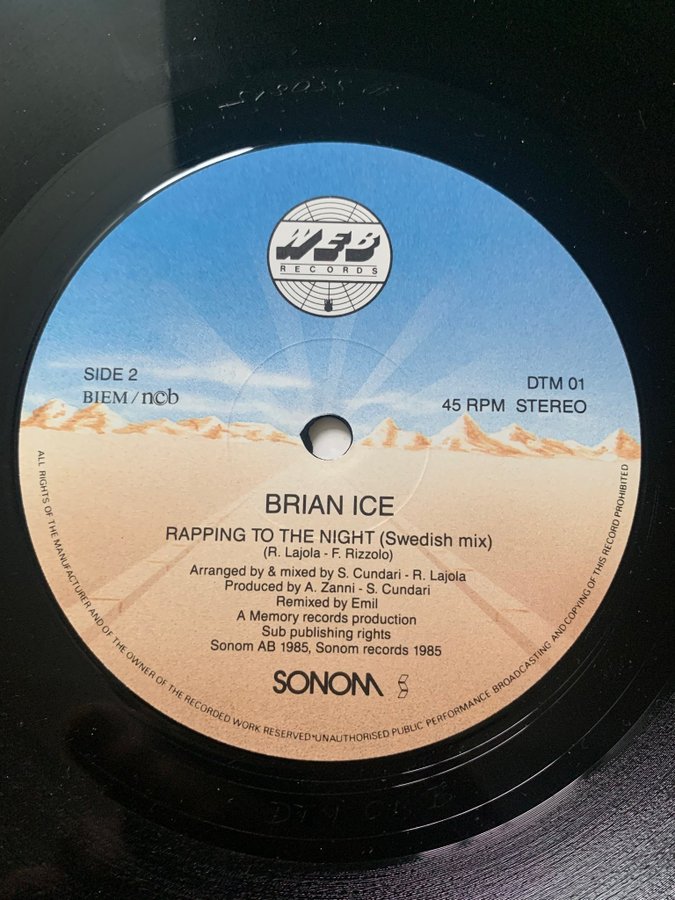 WEB
RECORDS
SIDE 2
BIEM/ncb
DTM 01
45 RPM STEREO
BRIAN ICE
RAPPING TO THE NIGHT (Swedish mix)
(R. Lajola - F. Rizzolo)
Arranged by & mixed by S. Cundari - R. Lajola
Produced by A. Zanni - S. Cundari
Remixed by Emil
A Memory records production
Sub publishing rights
Sonom AB 1985, Sonom records 1985
SONOM
ALL RIGHTS OF THE MANUFACTURER AND OF THE OWNER OF THE RECORDED WORK RESERVED•UNAUTHORISED PUBLIC PERFORMANCE BROADCASTING AND COPYING OF THIS RECORD PROHIBITED